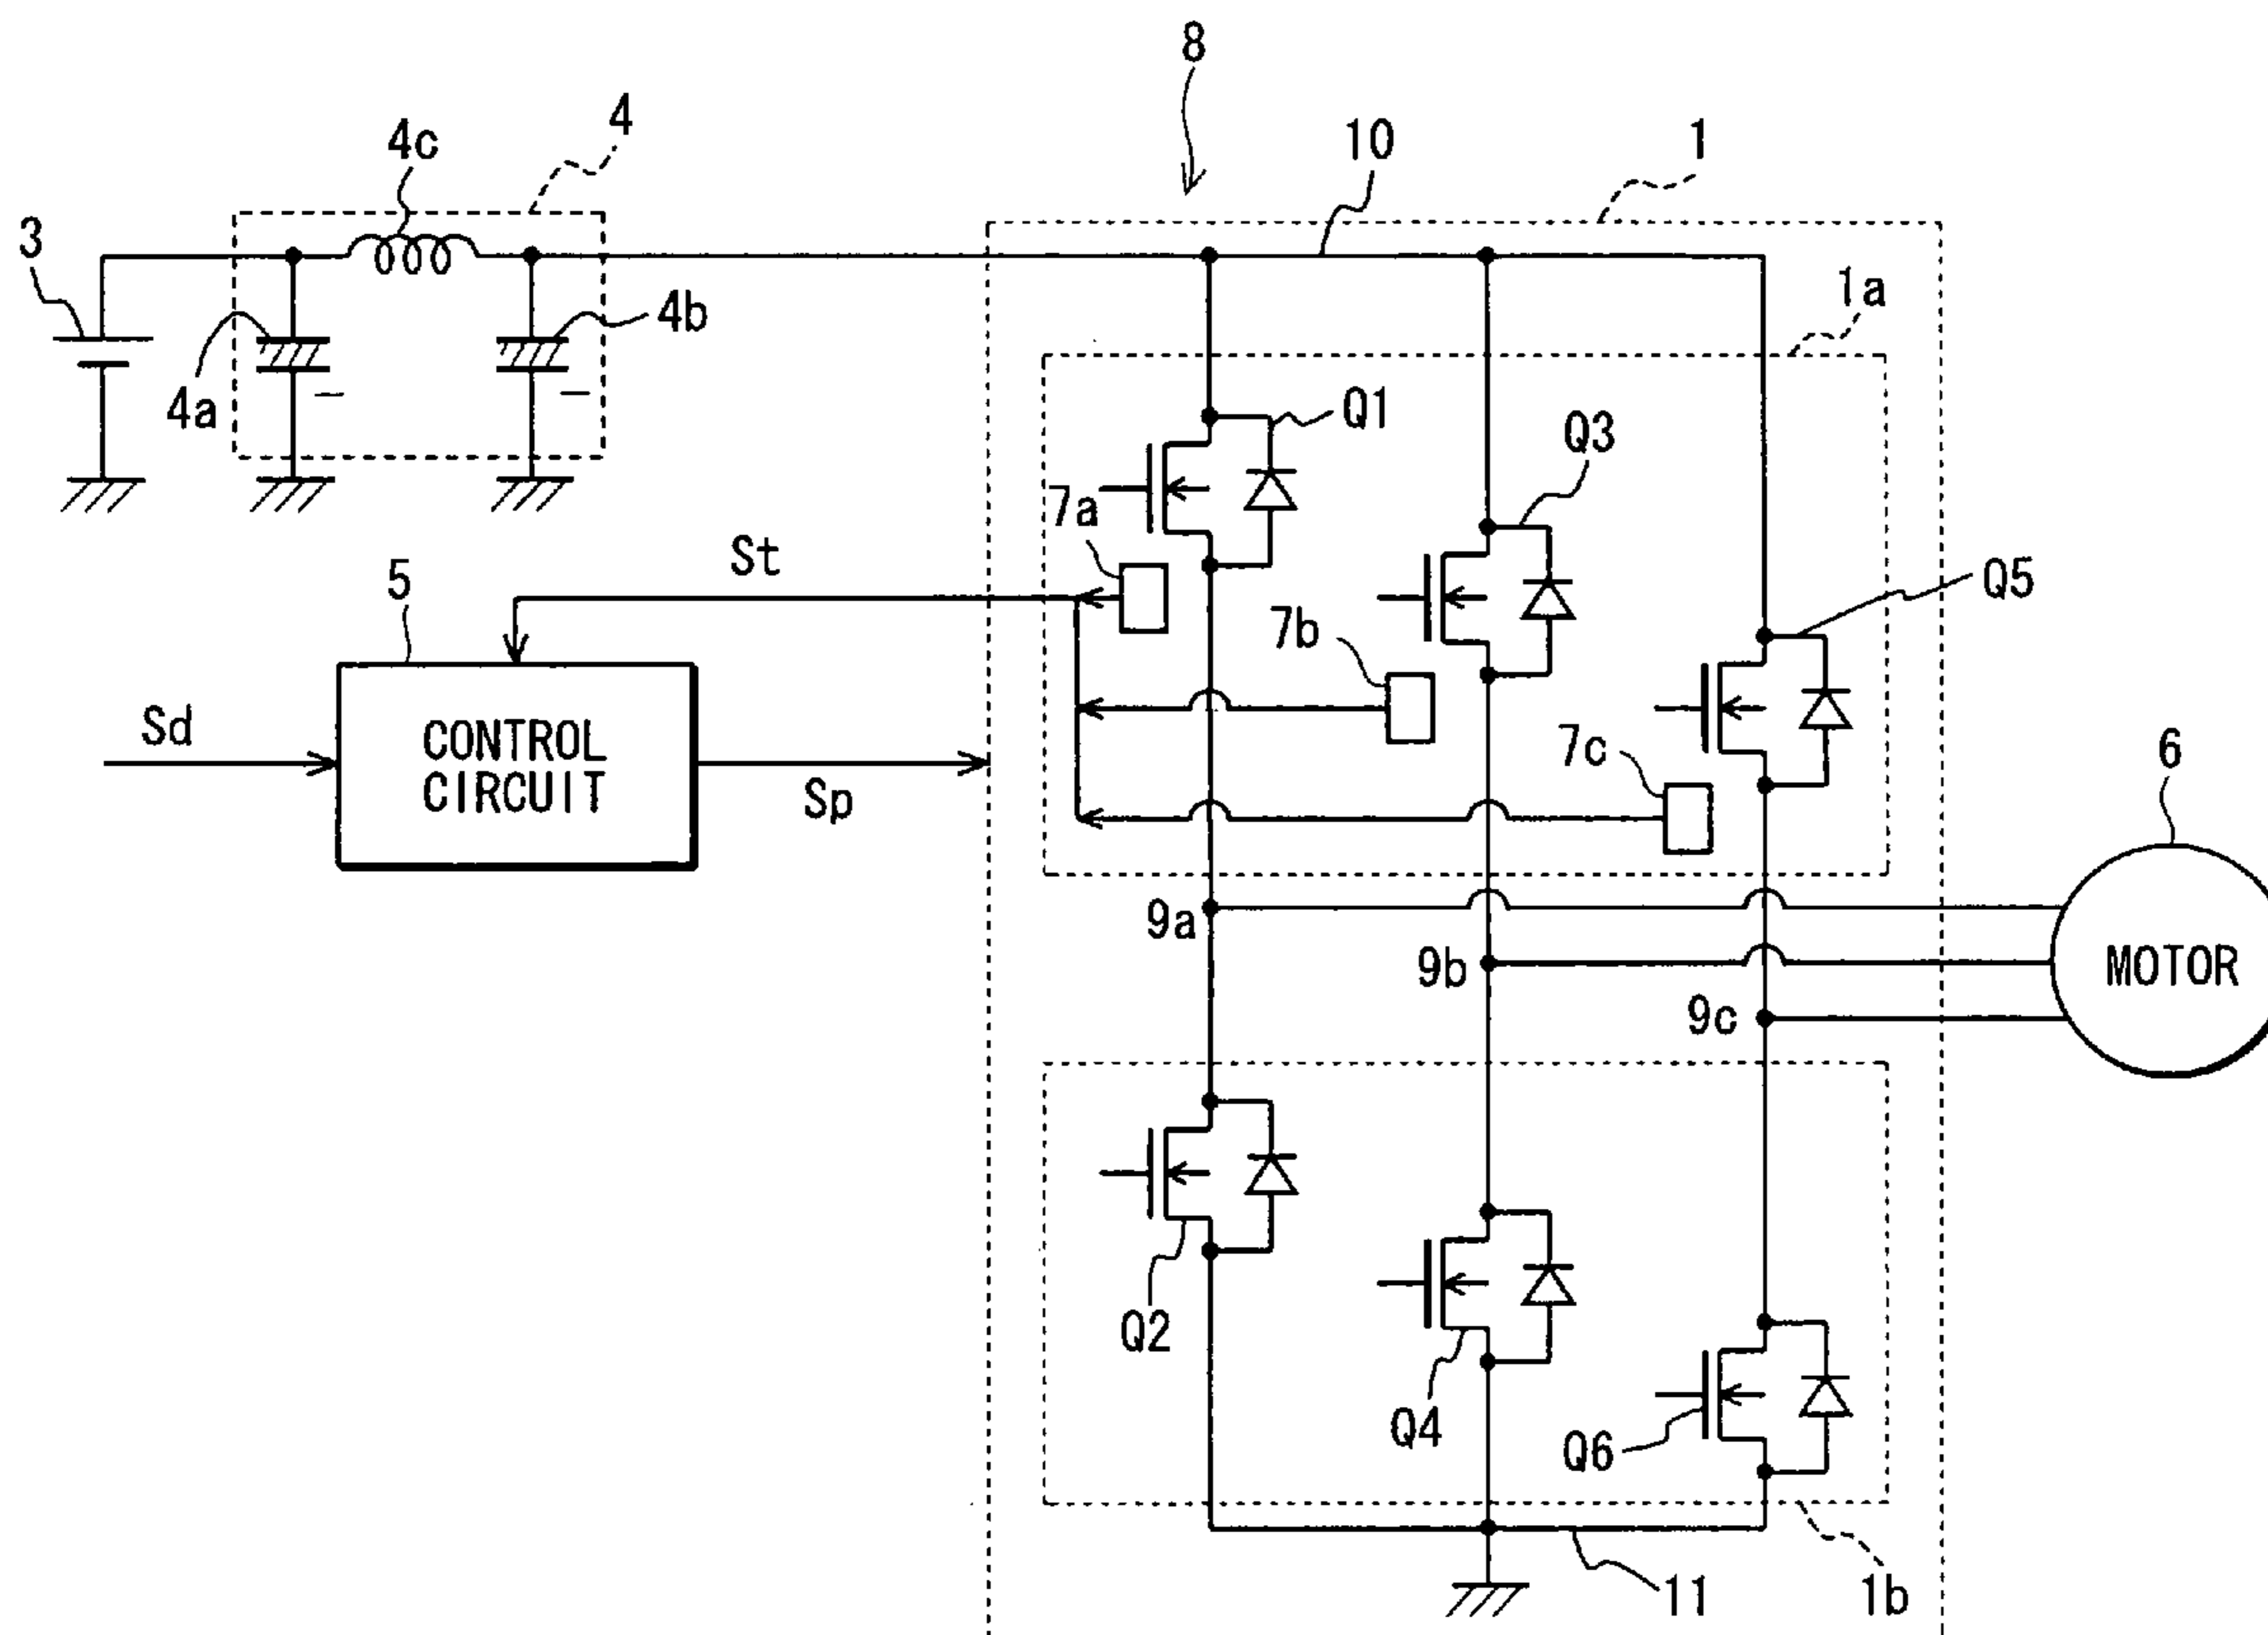 8
4
4c
10
1
3
1a
4b
4a
Q1
Q3
7a
St
5
Q5
7b
Sd
CONTROL
CIRCUIT
7c
6
Sp
9a
9b
MOTOR
9c
Q2
Q4
Q6
11
1b